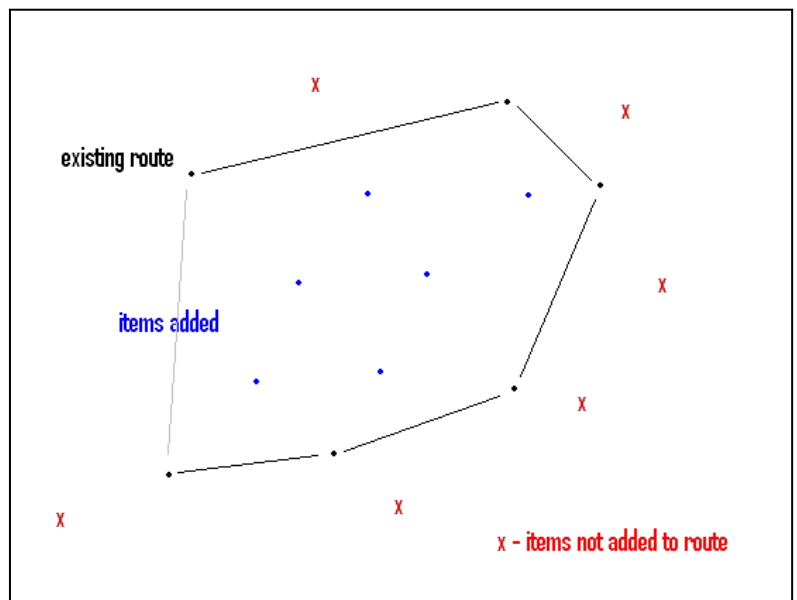 x
x
existing route
x
items added
x
x
x
x - items not added to route